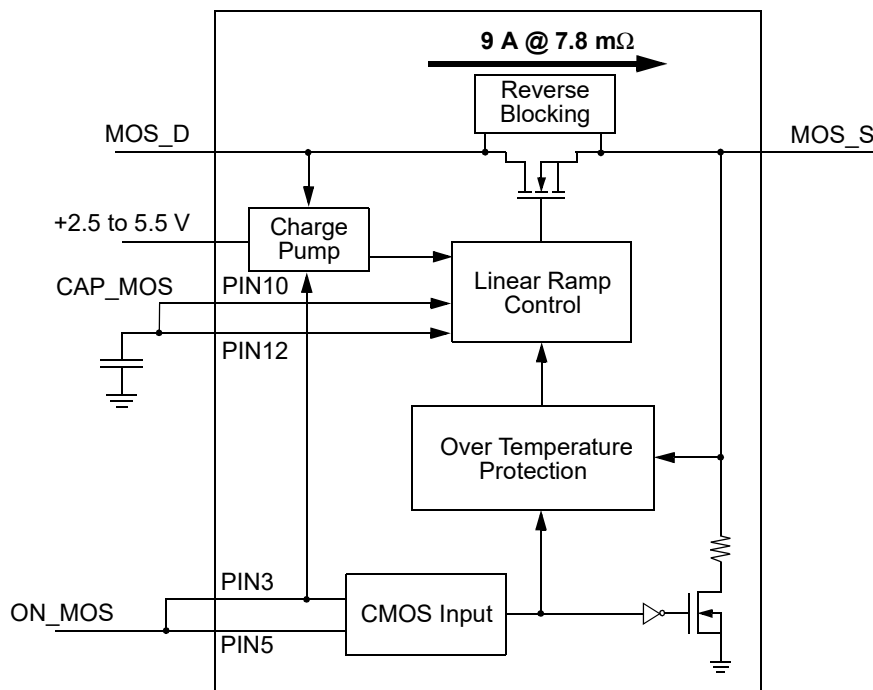 9 A @ 7.8 mΩ
Reverse
Blocking
MOS_D
MOS_S
+2.5 to 5.5 V
Charge
Pump
CAP_MOS
PIN10
Linear Ramp
Control
PIN12
Over Temperature
Protection
PIN3
ON_MOS
CMOS Input
PIN5